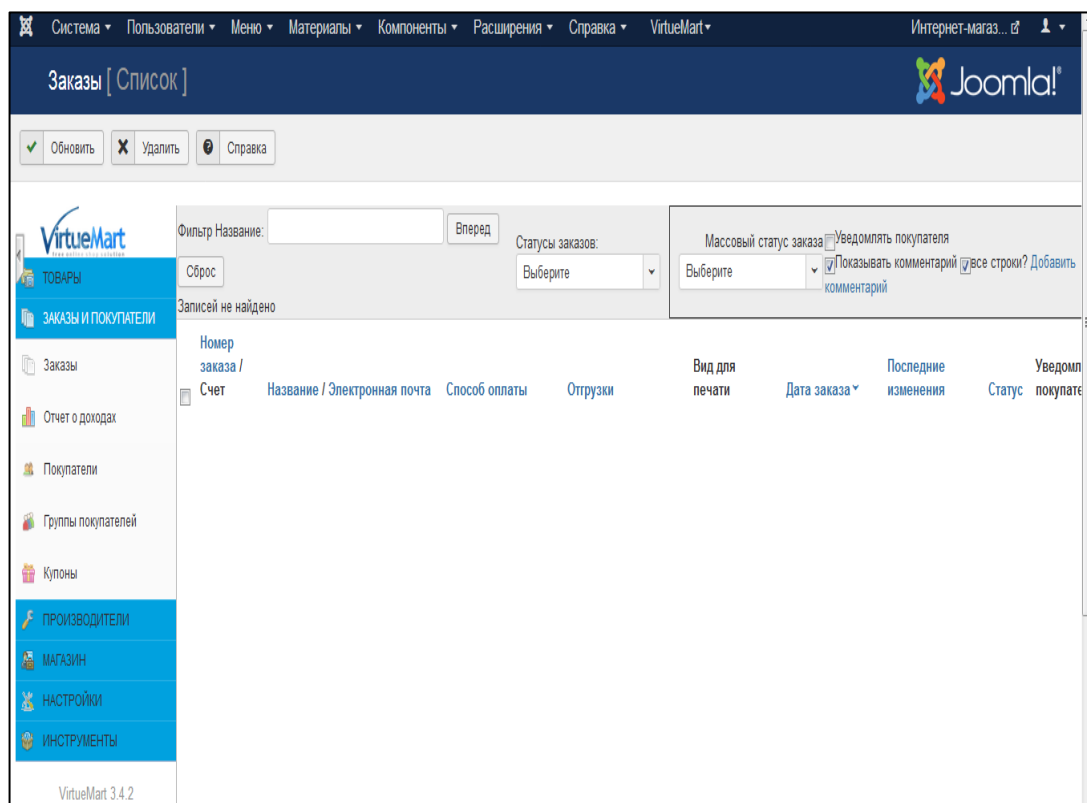 Система Пользователи Меню Материалы Компоненты Расширения Справка VirtueMart Интернет-магаз...
Заказы [ Список ] Joomla!®
Обновить Удалить Справка
VirtueMart
free online shop solution
Фильтр Название: Вперед
Сброс
Записей не найдено
Статусы заказов:
Выберите
Массовый статус заказа
Выберите
Уведомлять покупателя
Показывать комментарий все строки? Добавить
комментарий
ТОВАРЫ
ЗАКАЗЫ И ПОКУПАТЕЛИ
Заказы
Отчет о доходах
Покупатели
Группы покупателей
Купоны
ПРОИЗВОДИТЕЛИ
МАГАЗИН
НАСТРОЙКИ
ИНСТРУМЕНТЫ
VirtueMart 3.4.2
Номер
заказа /
Счет
Название / Электронная почта
Способ оплаты
Отгрузки
Вид для
печати
Дата заказа
Последние
изменения
Статус
Уведомл
покупате